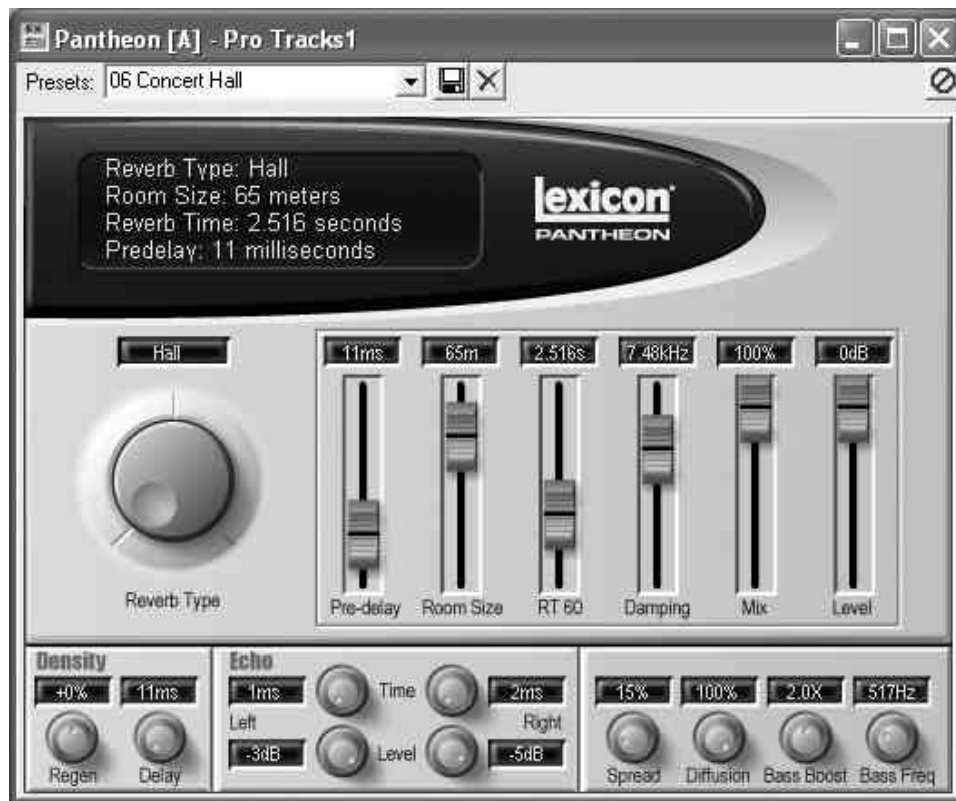 Pantheon [A] - Pro Tracks1
Presets: 06 Concert Hall
Reverb Type: Hall
Room Size: 65 meters
Reverb Time: 2.516 seconds
Predelay: 11 milliseconds
lexicon
PANTHEON
Hall
11ms 65m 2.516s 7.48kHz 100% 0dB
Reverb Type
Pre-delay Room Size RT 60 Damping Mix Level
Density
+0% 11ms
Regen Delay
Echo
1ms Time 2ms
Left Right
-3dB Level -5dB
15% 100% 2.0X 517Hz
Spread Diffusion Bass Boost Bass Freq